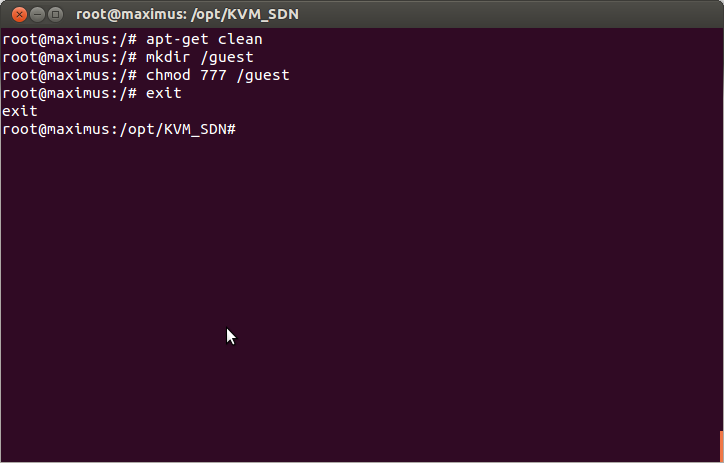 root@maximus: /opt/KVM_SDN
root@maximus:/# apt-get clean
root@maximus:/# mkdir /guest
root@maximus:/# chmod 777 /guest
root@maximus:/# exit
exit
root@maximus:/opt/KVM_SDN#